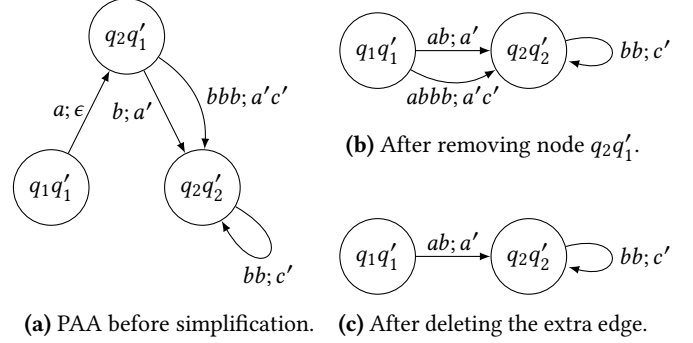 q₂q′₁
a; ϵ
b; a′
bbb; a′c′
q₁q′₁
q₂q′₂
bb; c′
(a) PAA before simplification.
q₁q′₁
ab; a′
abbb; a′c′
q₂q′₂
bb; c′
(b) After removing node q₂q′₁.
q₁q′₁
ab; a′
q₂q′₂
bb; c′
(c) After deleting the extra edge.